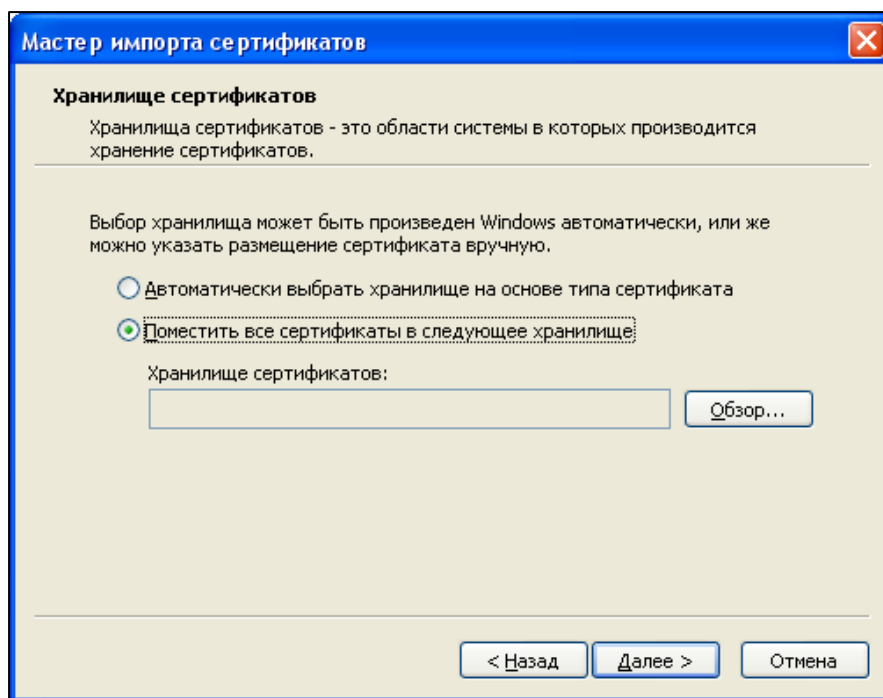 Мастер импорта сертификатов
Хранилище сертификатов
Хранилища сертификатов - это области системы в которых производится
хранение сертификатов.
Выбор хранилища может быть произведен Windows автоматически, или же
можно указать размещение сертификата вручную.
Автоматически выбрать хранилище на основе типа сертификата
Поместить все сертификаты в следующее хранилище
Хранилище сертификатов:
Обзор...
< Назад
Далее >
Отмена